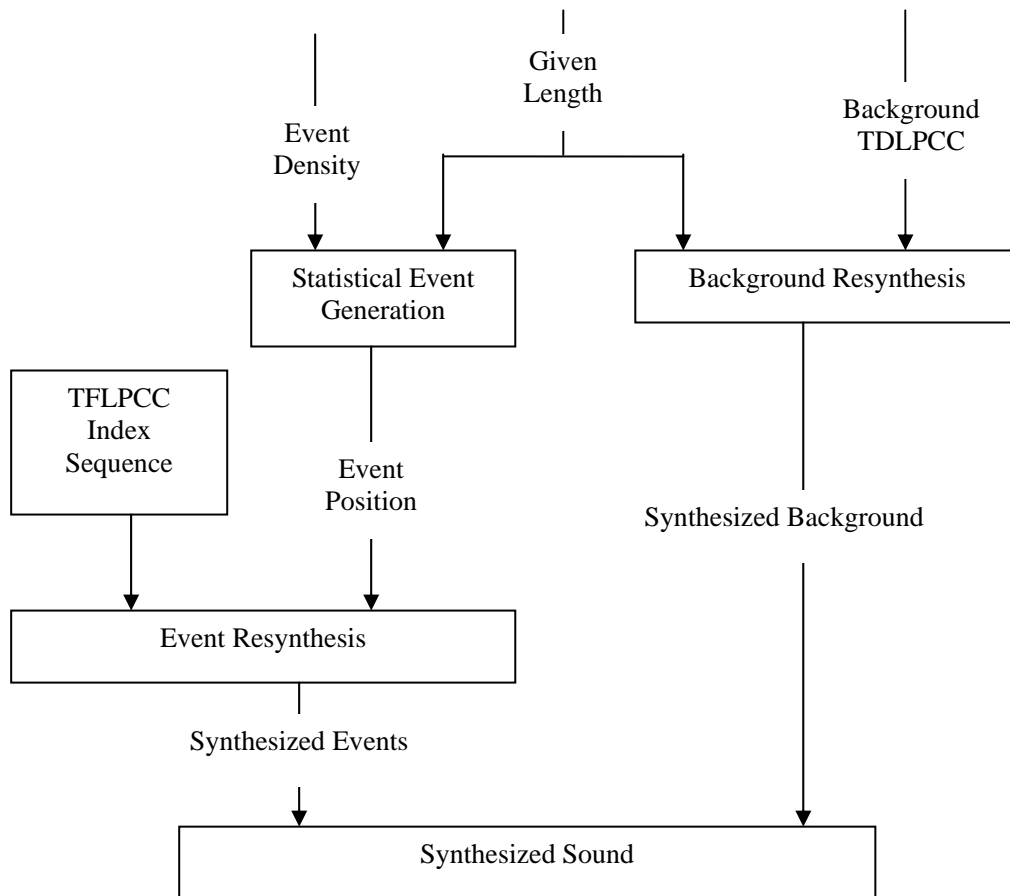 Given
Length
Event
Density
Background
TDLPCC
Statistical Event
Generation
Background Resynthesis
TFLPCC
Index
Sequence
Event
Position
Synthesized Background
Event Resynthesis
Synthesized Events
Synthesized Sound